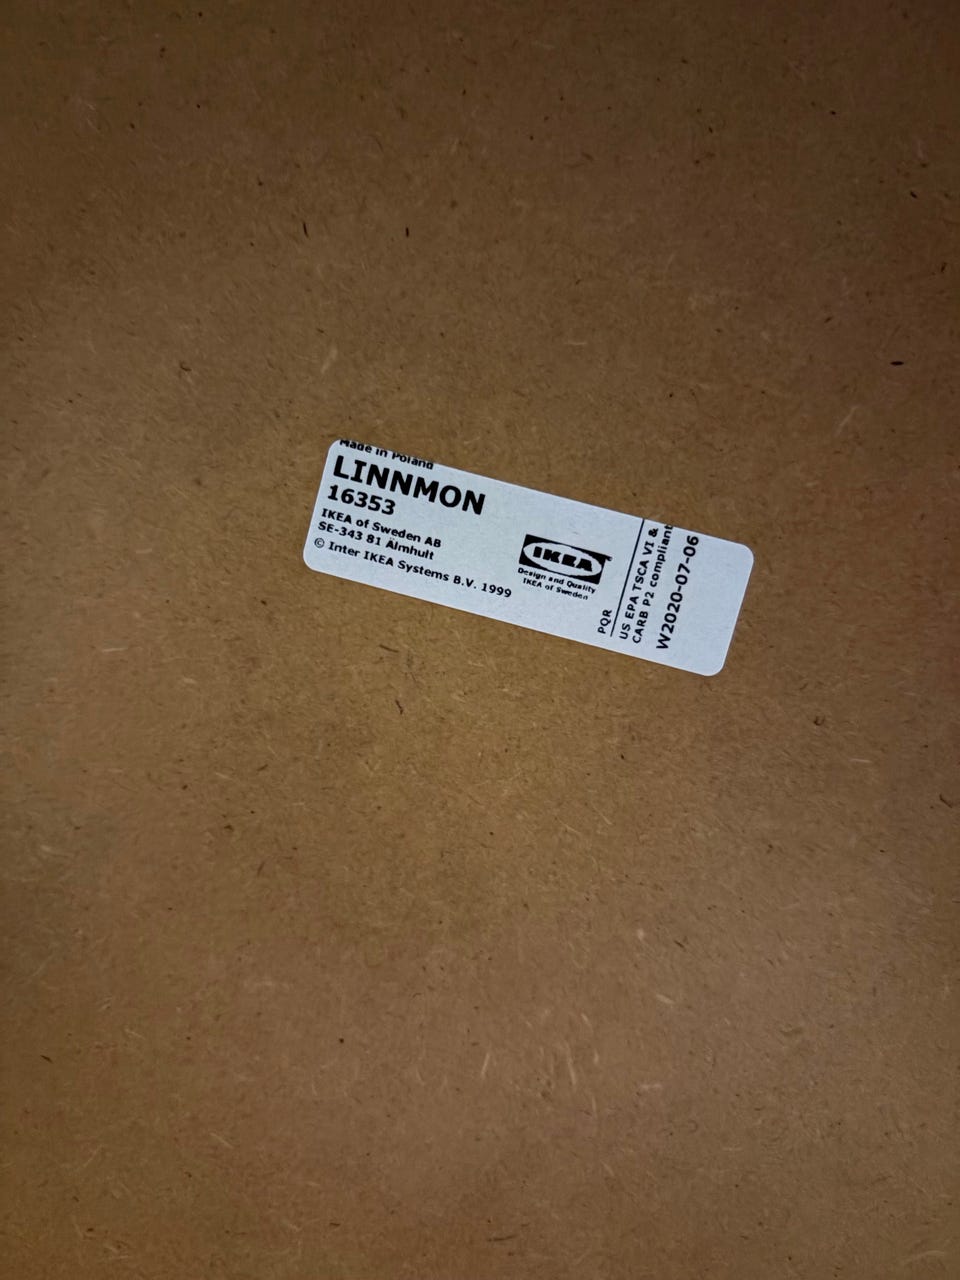 Made in Poland
LINNMON
16353
IKEA of Sweden AB
SE-343 81 Älmhult
© Inter IKEA Systems B.V. 1999
IKEA
Design and Quality
IKEA of Sweden
PQR
US EPA TSCA VI &
CARB P2 compliant
W2020-07-06